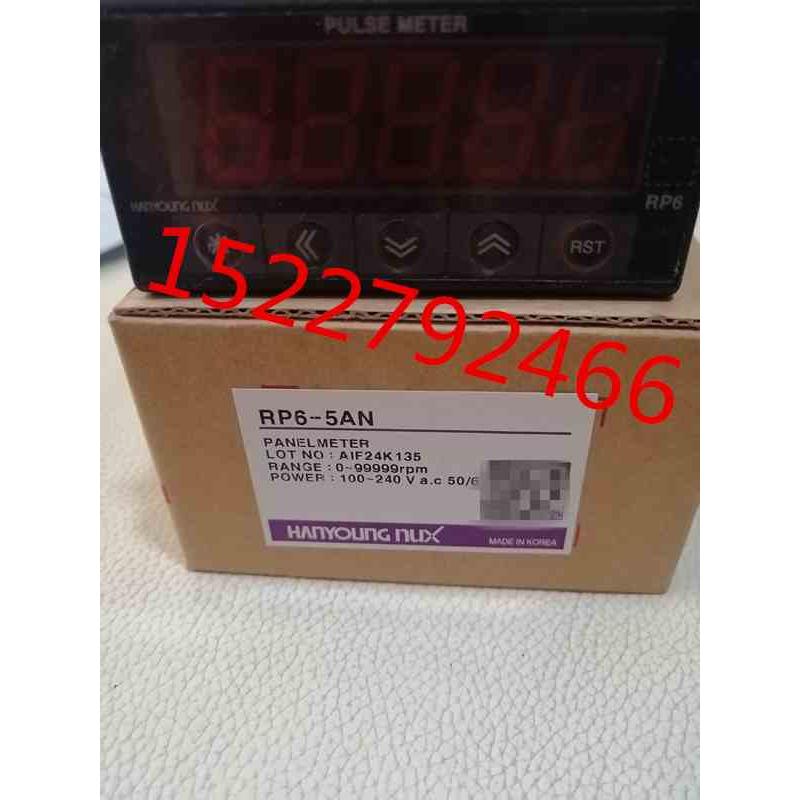 PULSE METER
HANYOUNG NUX
RP6
RST
15227792466
RP6-5AN
PANELMETER
LOT NO : AIF24K135
RANGE : 0~99999rpm
POWER : 100~240 V a.c 50/6
HANYOUNG NUX
MADE IN KOREA